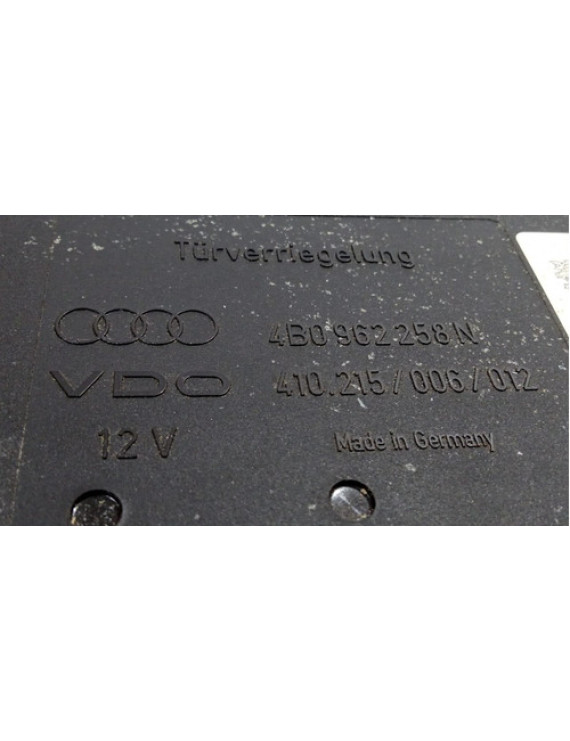 Türverriegelung
4B0 962 258 N
VDO 410.215/006/012
12 V Made in Germany